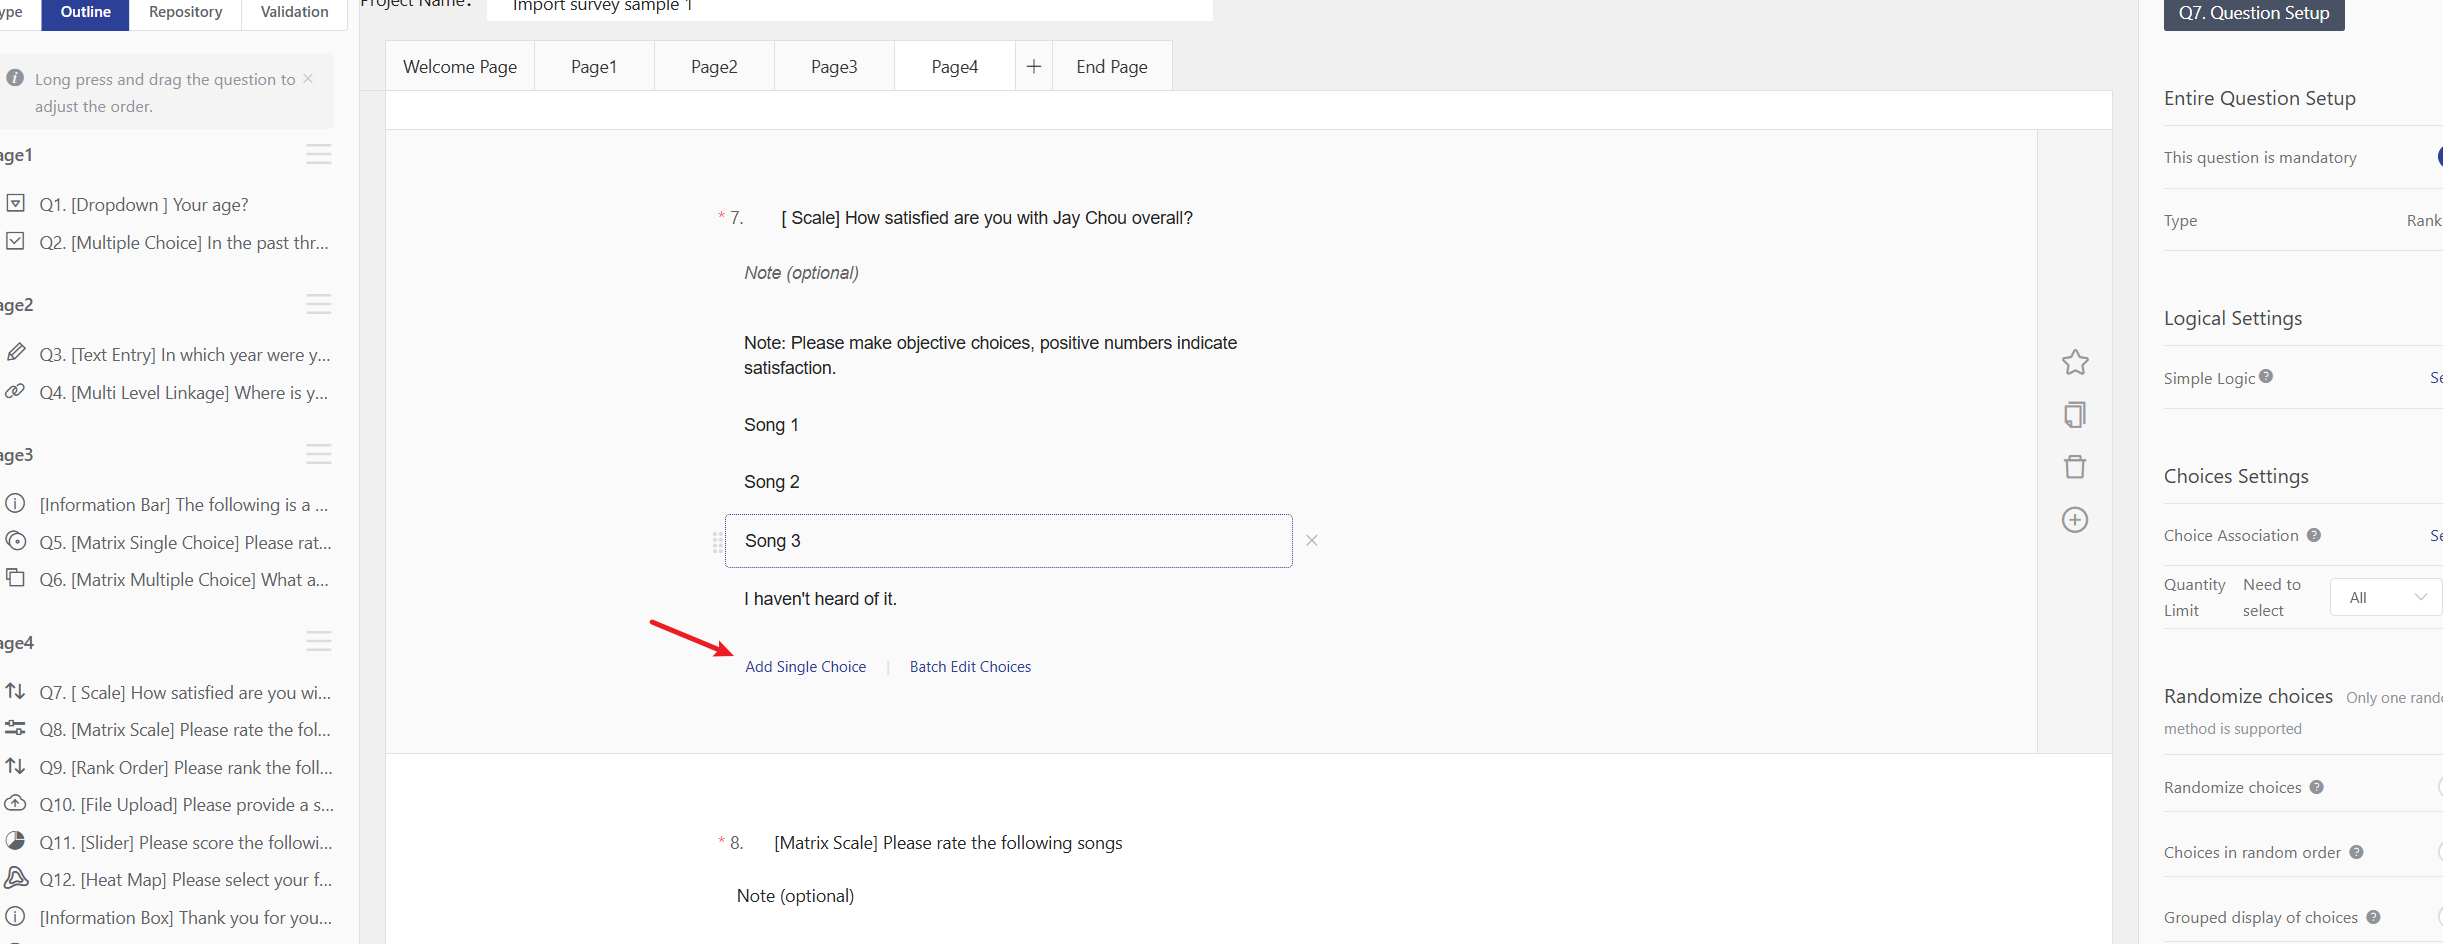 ype
Outline
Repository
Validation
Long press and drag the question to
adjust the order.
age1
Q1. [Dropdown ] Your age?
Q2. [Multiple Choice] In the past thr...
age2
Q3. [Text Entry] In which year were y...
Q4. [Multi Level Linkage] Where is y...
age3
[Information Bar] The following is a ...
Q5. [Matrix Single Choice] Please rat...
Q6. [Matrix Multiple Choice] What a...
age4
Q7. [ Scale] How satisfied are you wi...
Q8. [Matrix Scale] Please rate the fol...
Q9. [Rank Order] Please rank the foll...
Q10. [File Upload] Please provide a s...
Q11. [Slider] Please score the followi...
Q12. [Heat Map] Please select your f...
[Information Box] Thank you for you...
Project Name:
Import survey sample 1
Welcome Page
Page1
Page2
Page3
Page4
+
End Page
* 7. [ Scale] How satisfied are you with Jay Chou overall?
Note (optional)
Note: Please make objective choices, positive numbers indicate
satisfaction.
Song 1
Song 2
Song 3
I haven't heard of it.
Add Single Choice | Batch Edit Choices
* 8. [Matrix Scale] Please rate the following songs
Note (optional)
Q7. Question Setup
Entire Question Setup
This question is mandatory
Type
Rank
Logical Settings
Simple Logic
Se
Choices Settings
Choice Association
Se
Quantity
Limit
Need to
select
All
Randomize choices
Only one rand
method is supported
Randomize choices
Choices in random order
Grouped display of choices